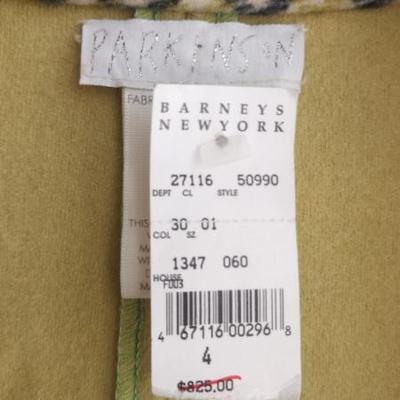 PARKINSON
FABR
BARNEYS
NEWYORK
27116 50990
DEPT CL STYLE
30 01
COL SZ
THIS
1347 060
HOUSE
F003
4 67116 00296 8
4
$825.00